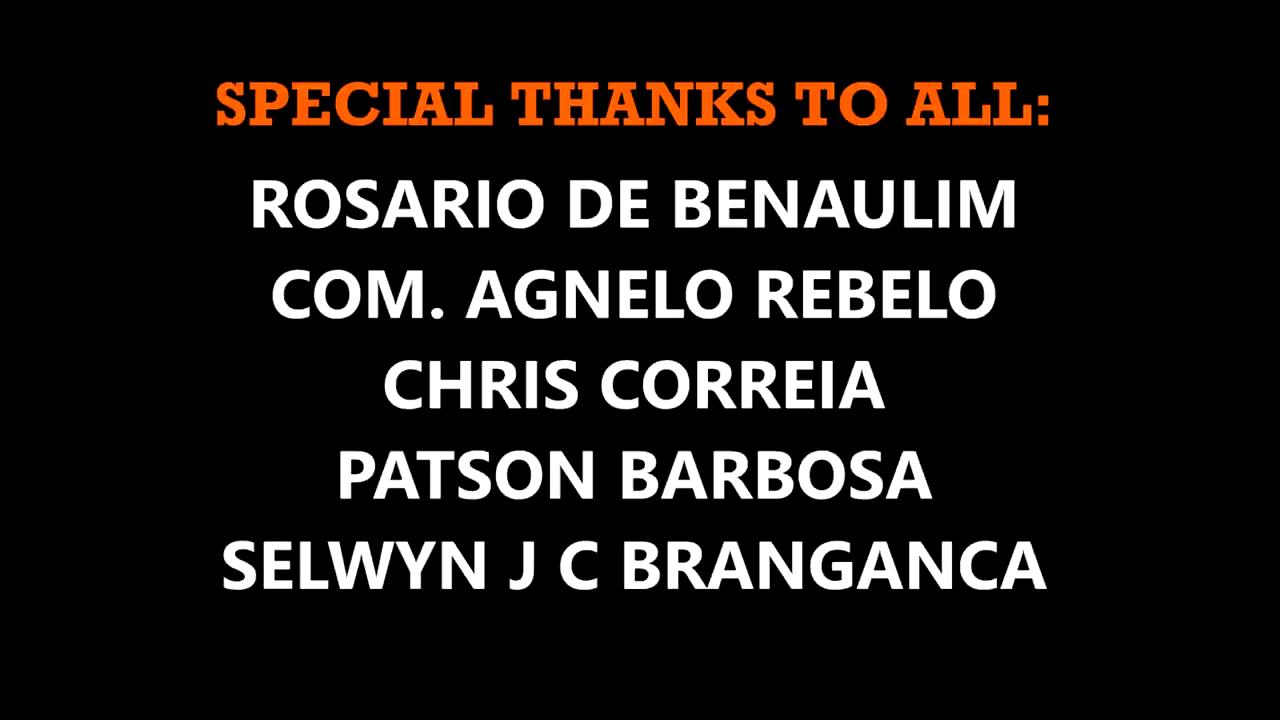 SPECIAL THANKS TO ALL:
ROSARIO DE BENAULIM
COM. AGNELO REBELO
CHRIS CORREIA
PATSON BARBOSA
SELWYN J C BRANGANCA